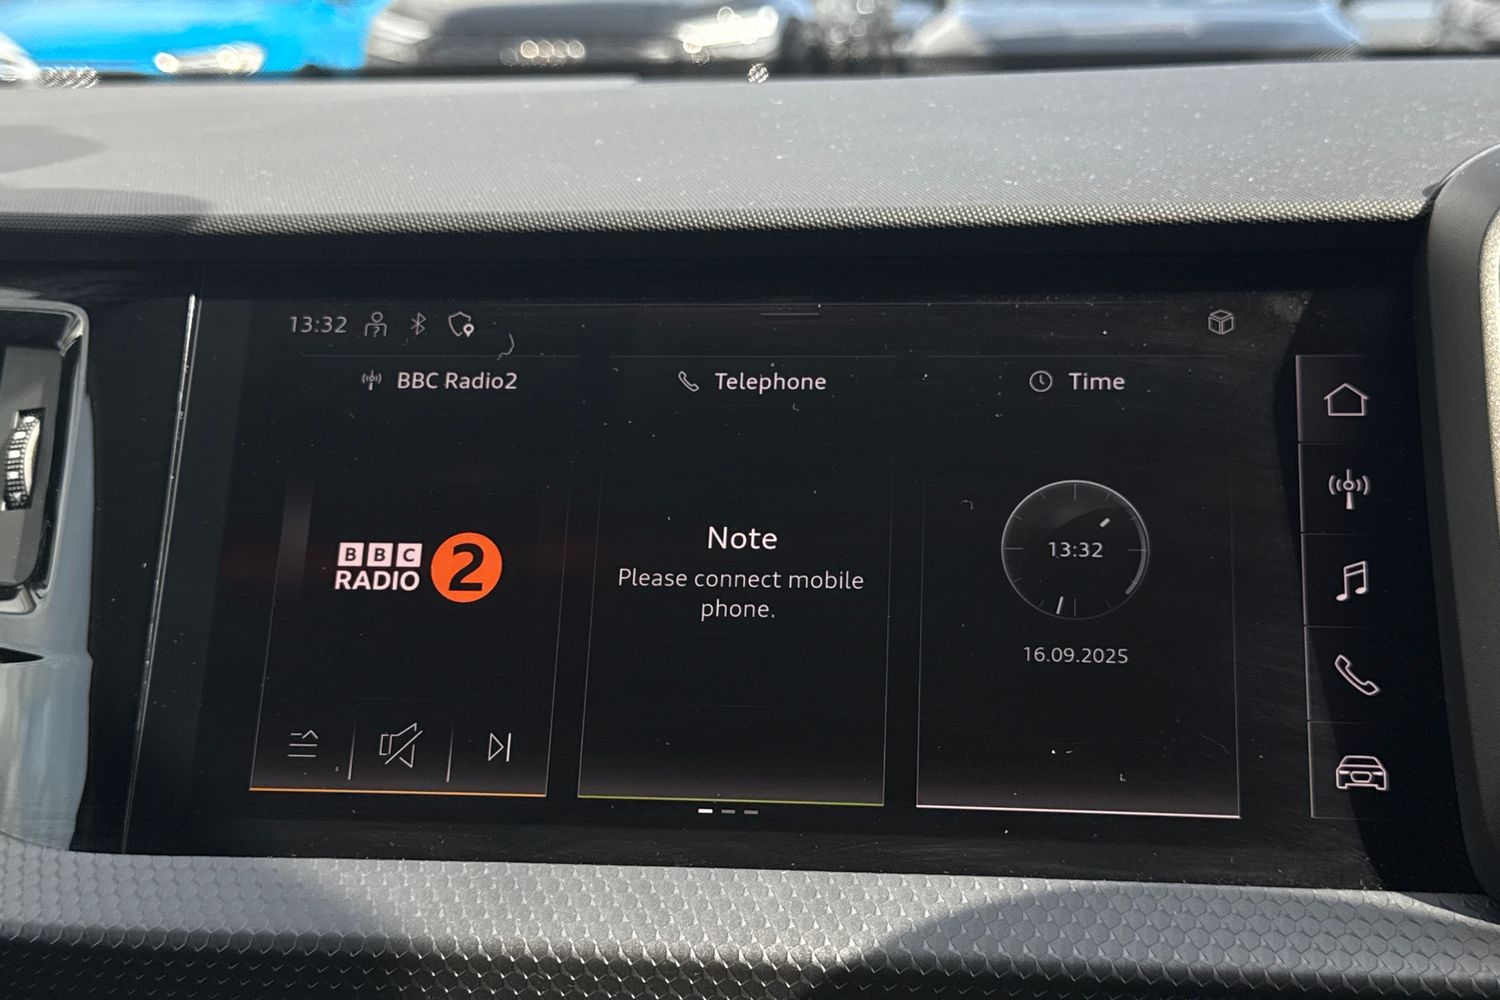 13:32
BBC Radio2
Telephone
Time
BBC
RADIO 2
Note
Please connect mobile
phone.
13:32
16.09.2025